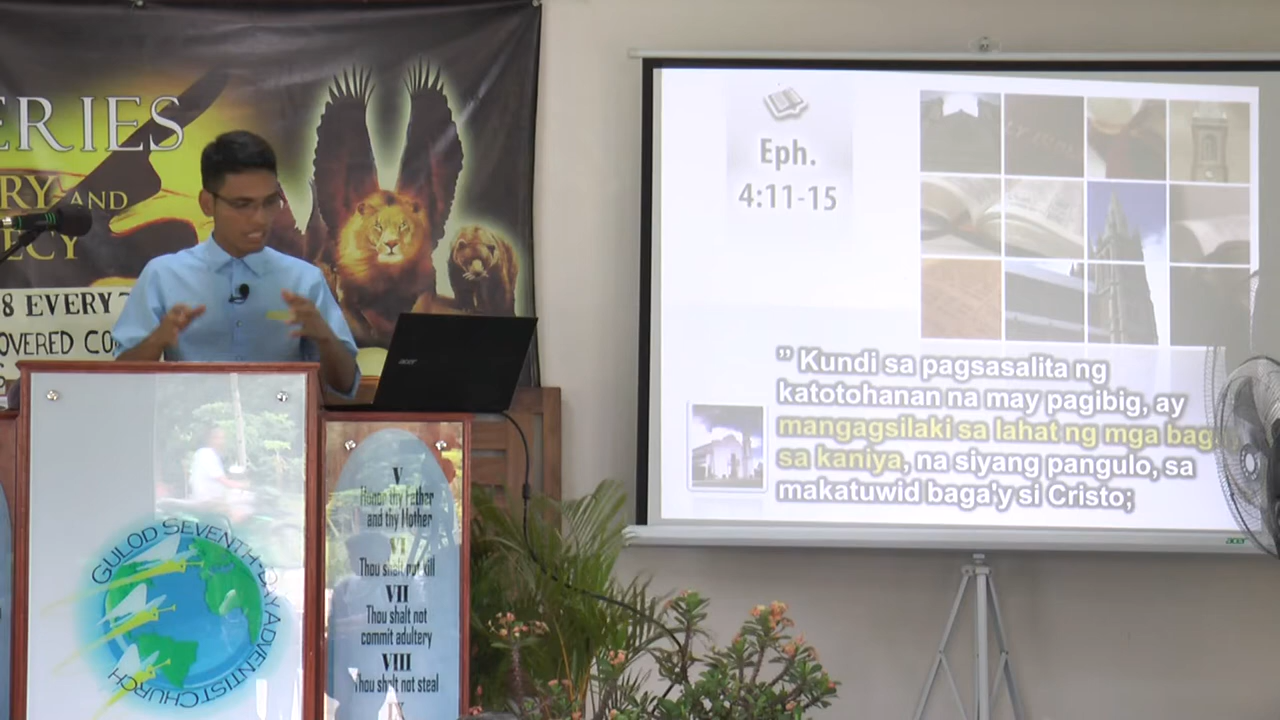 ERIES
RY AND
ECY
8 EVERY
OVERED CO
Eph.
4:11-15
" Kundi sa pagsasalita ng
katotohanan na may pagibig, ay
mangagsilaki sa lahat ng mga bag
sa kaniya, na siyang pangulo, sa
makatuwid baga'y si Cristo;
acer
acer
GULOD SEVENTH-DAY ADVENTIST CHURCH
V
Honor thy Father
and thy Mother
VI
Thou shalt not kill
VII
Thou shalt not
commit adultery
VIII
Thou shalt not steal
IX